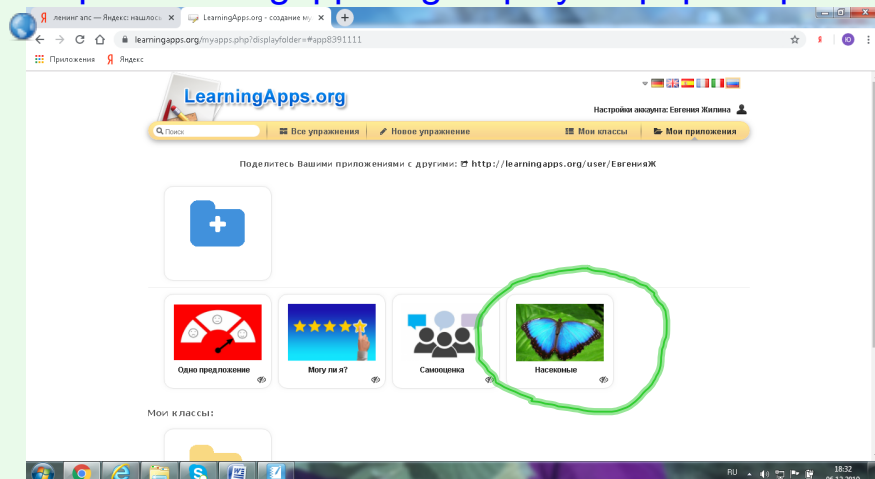 ленинг апс — Яндекс: нашлось
LearningApps.org - создание му
learningapps.org/myapps.php?displayfolder=#app8391111
Приложения Яндекс
LearningApps.org
Настройки аккаунта: Евгения Жилина
Поиск Все упражнения Новое упражнение Мои классы Мои приложения
Поделитесь Вашими приложениями с другими: http://learningapps.org/user/ЕвгенияЖ
Одно предложение Могу ли я? Самооценка Насекомые
Мои классы:
RU 18:32